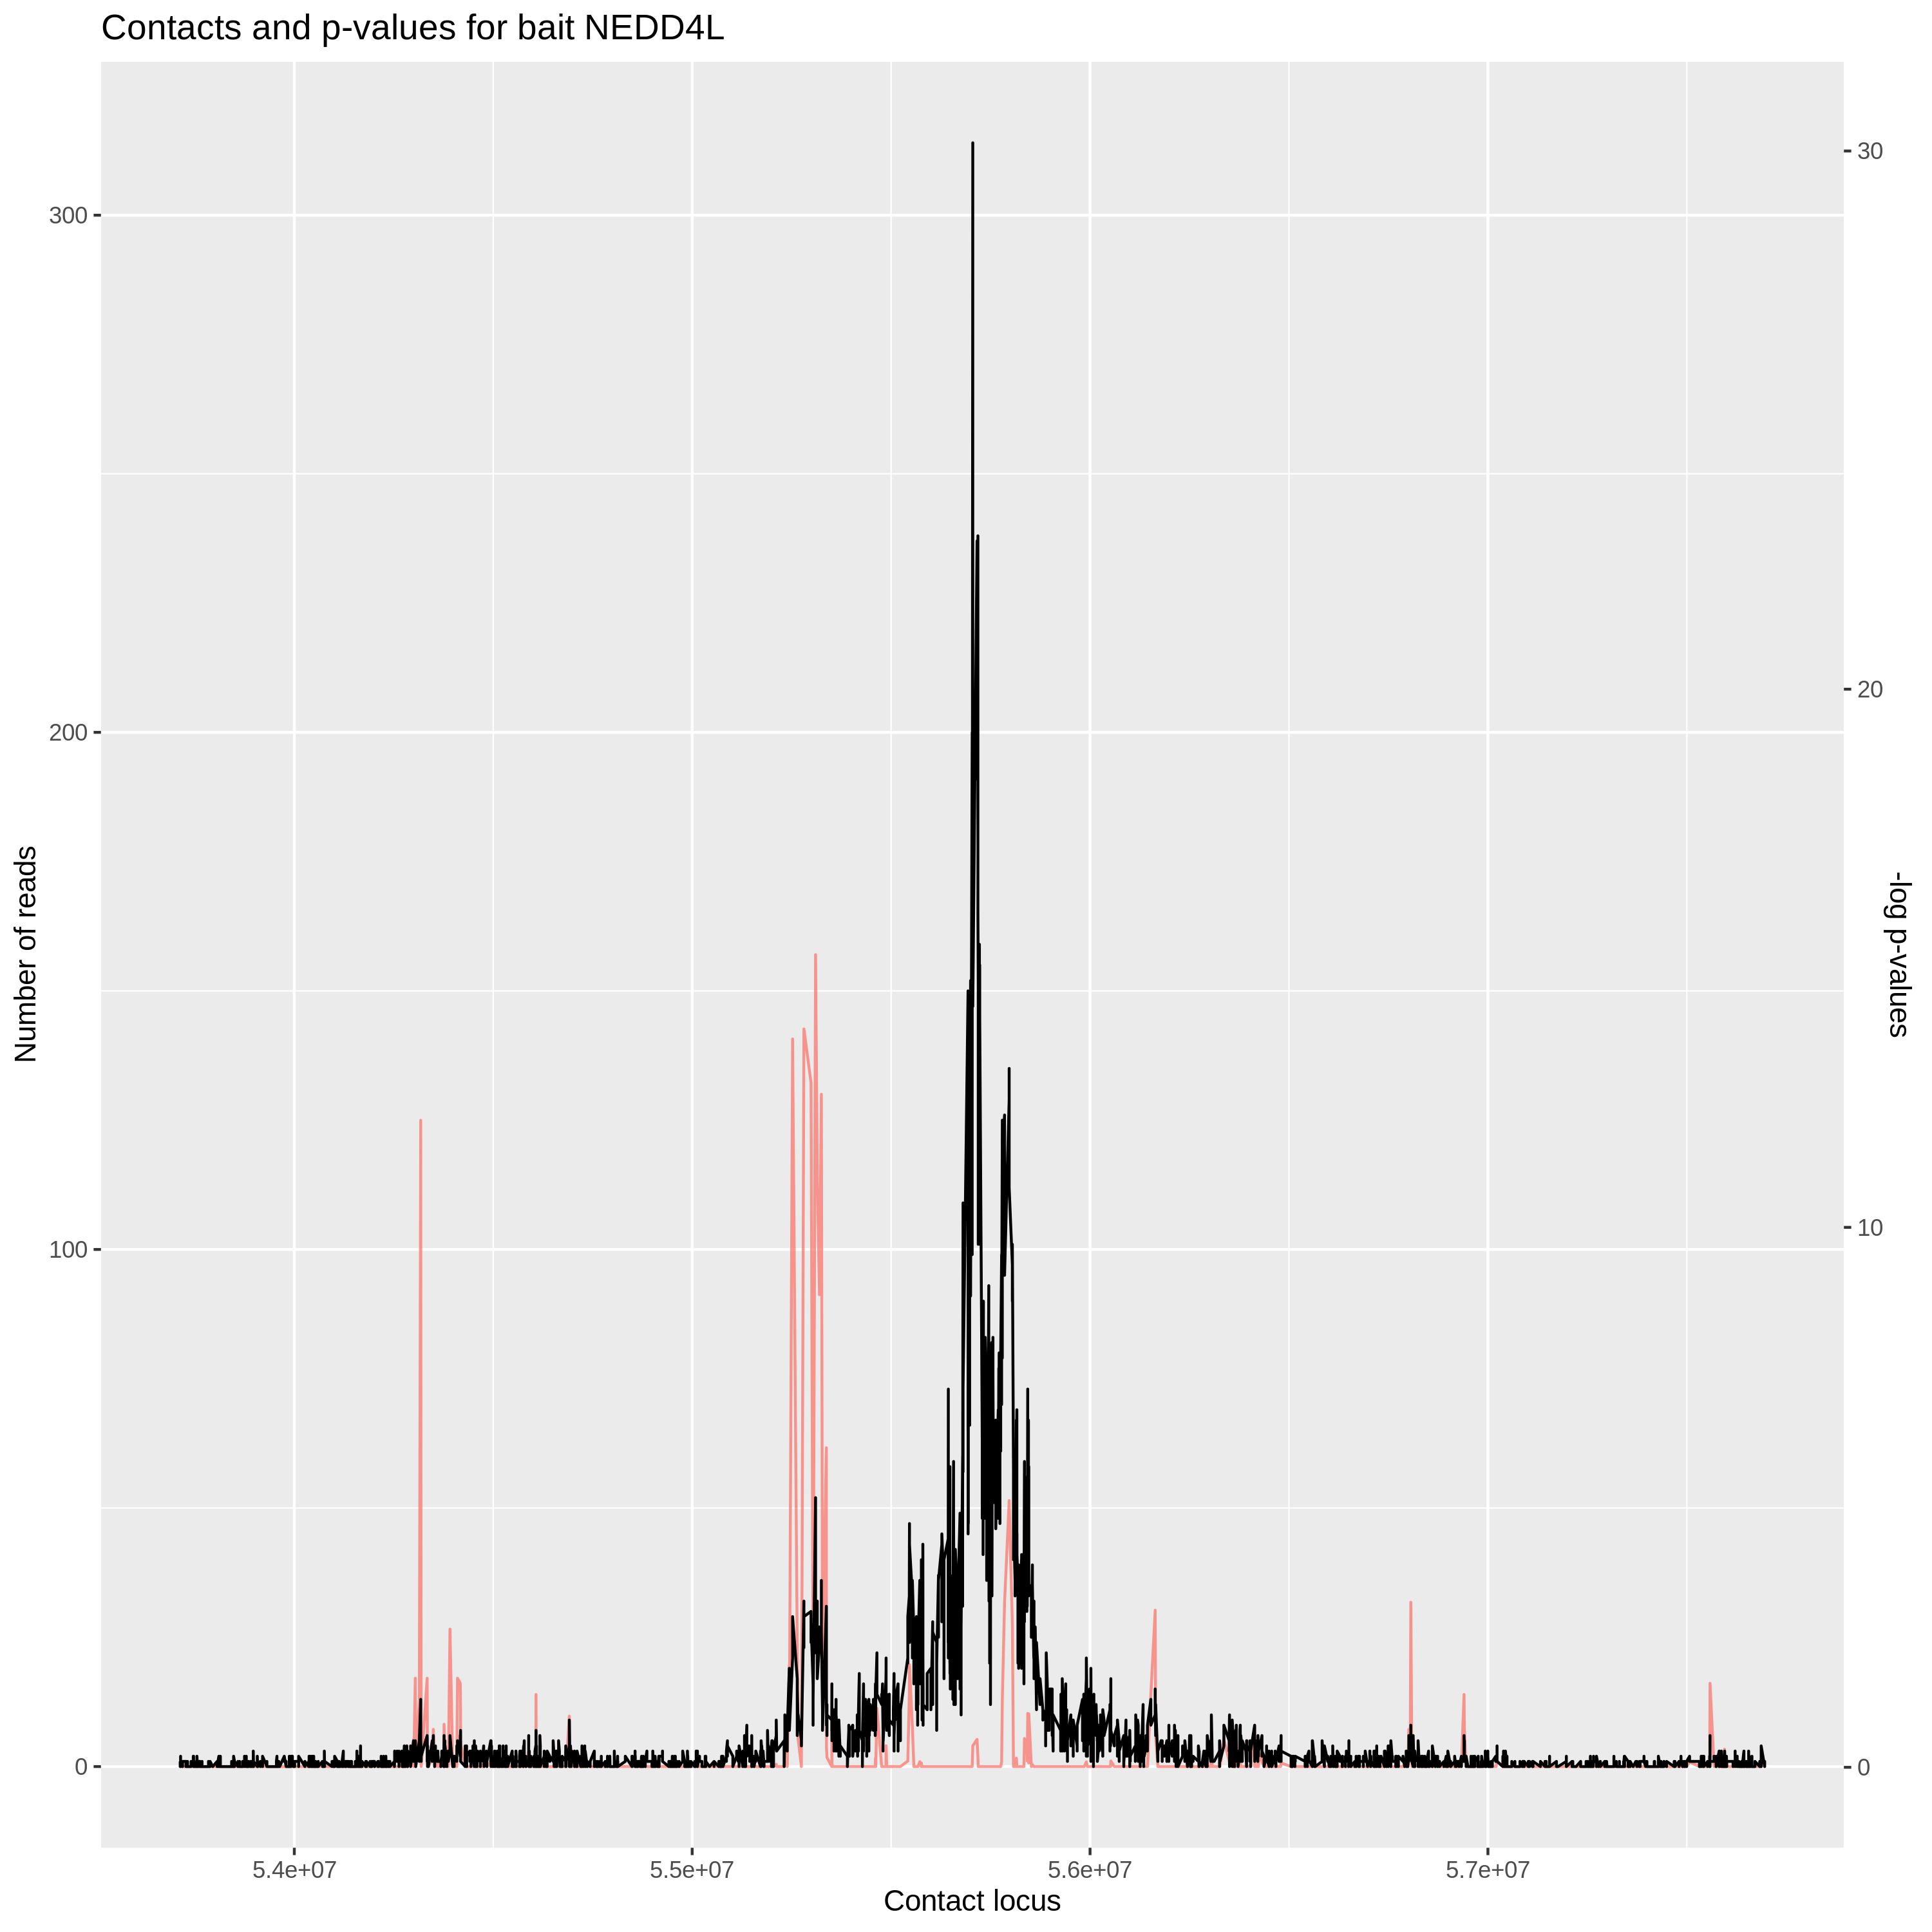 Contacts and p-values for bait NEDD4L
Number of reads
300
200
100
0
30
20
10
0
-log p-values
5.4e+07
5.5e+07
5.6e+07
5.7e+07
Contact locus